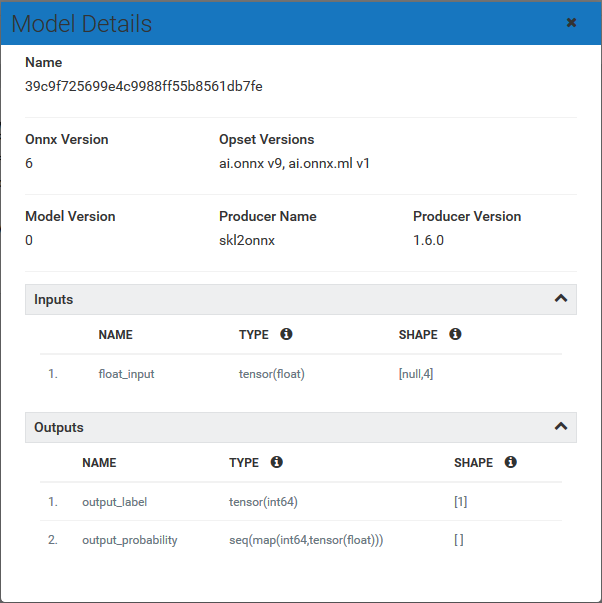 Model Details
Name
39c9f725699e4c9988ff55b8561db7fe
Onnx Version Opset Versions
6 ai.onnx v9, ai.onnx.ml v1
Model Version Producer Name Producer Version
0 skl2onnx 1.6.0
Inputs
NAME TYPE SHAPE
1. float_input tensor(float) [null,4]
Outputs
NAME TYPE SHAPE
1. output_label tensor(int64) [1]
2. output_probability seq(map(int64,tensor(float))) [ ]